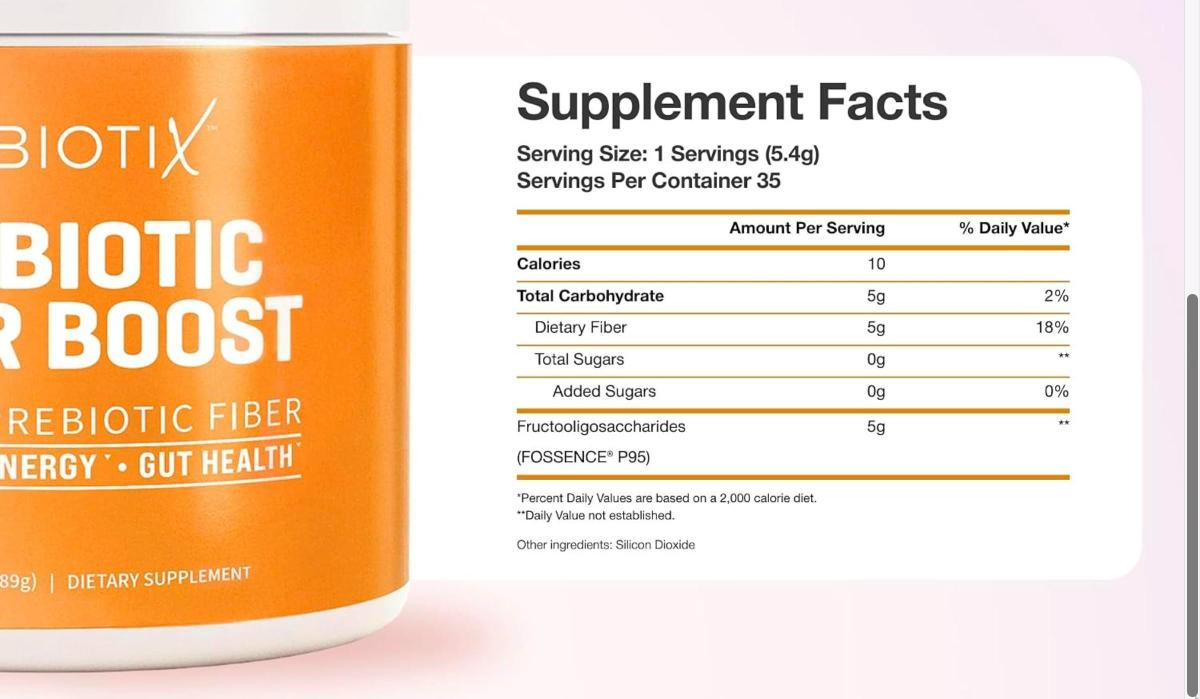 BIOTIX™
BIOTIC
R BOOST
REBIOTIC FIBER
NERGY˅ • GUT HEALTH˅
89g) | DIETARY SUPPLEMENT
Supplement Facts
Serving Size: 1 Servings (5.4g)
Servings Per Container 35
Amount Per Serving % Daily Value*
Calories 10
Total Carbohydrate 5g 2%
Dietary Fiber 5g 18%
Total Sugars 0g **
Added Sugars 0g 0%
Fructooligosaccharides 5g **
(FOSSENCE® P95)
*Percent Daily Values are based on a 2,000 calorie diet.
**Daily Value not established.
Other ingredients: Silicon Dioxide